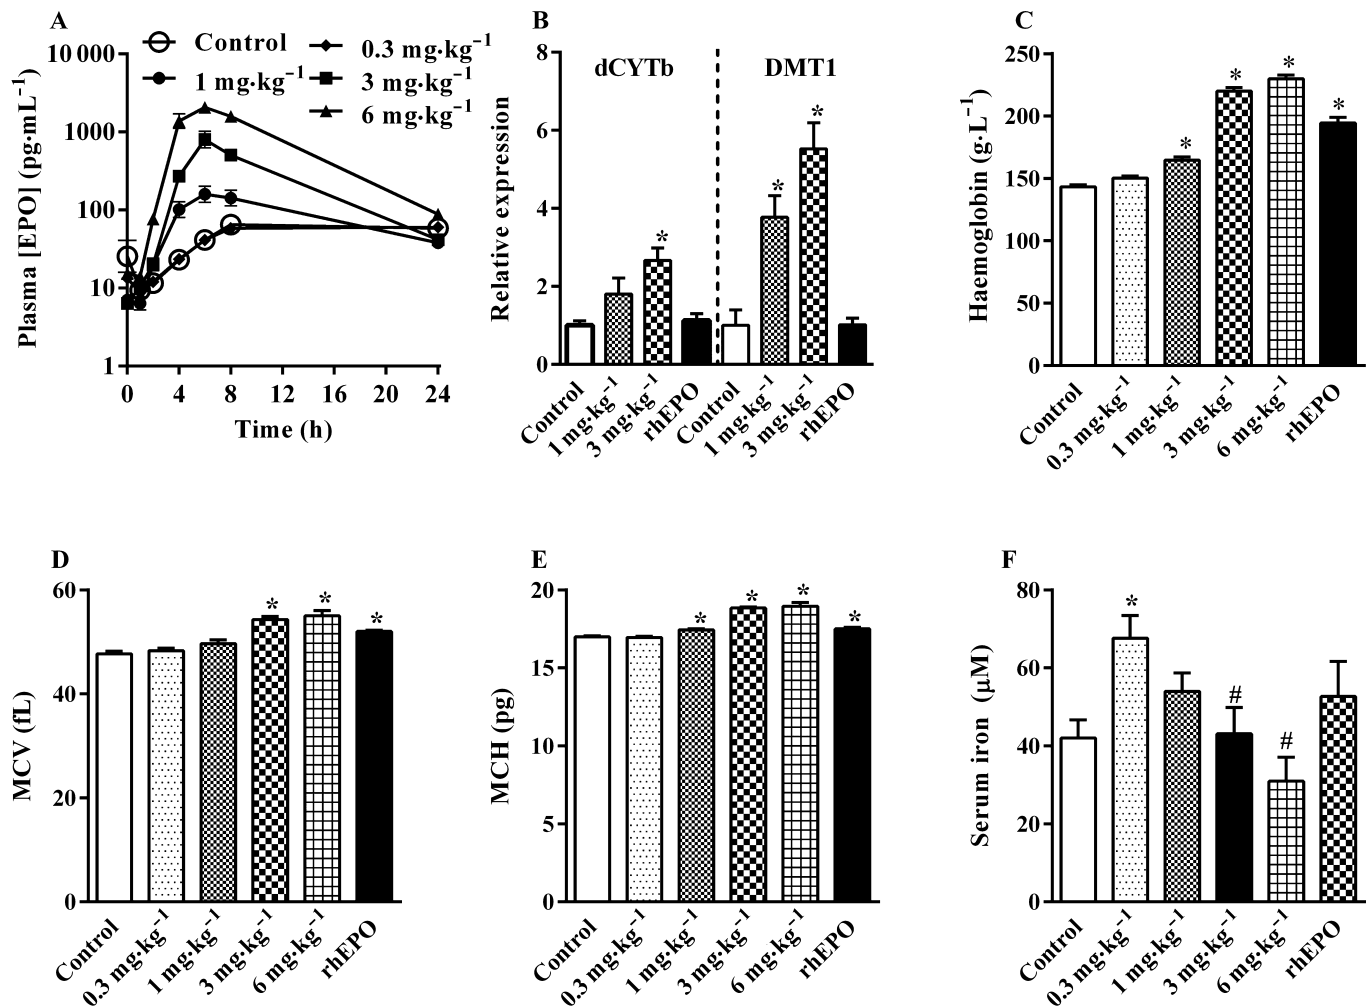 A
Control
0.3 mg·kg⁻¹
1 mg·kg⁻¹
3 mg·kg⁻¹
6 mg·kg⁻¹
Plasma [EPO] (pg·mL⁻¹)
10 000
1000
100
10
1
0
4
8
12
16
20
24
Time (h)
B
dCYTb
DMT1
Relative expression
8
6
4
2
0
*
*
*
Control
1 mg·kg⁻¹
3 mg·kg⁻¹
rhEPO
Control
1 mg·kg⁻¹
3 mg·kg⁻¹
rhEPO
C
Haemoglobin (g·L⁻¹)
250
200
150
100
50
0
*
*
*
*
Control
0.3 mg·kg⁻¹
1 mg·kg⁻¹
3 mg·kg⁻¹
6 mg·kg⁻¹
rhEPO
D
MCV (fL)
60
40
20
0
*
*
*
Control
0.3 mg·kg⁻¹
1 mg·kg⁻¹
3 mg·kg⁻¹
6 mg·kg⁻¹
rhEPO
E
MCH (pg)
20
15
10
5
0
*
*
*
*
Control
0.3 mg·kg⁻¹
1 mg·kg⁻¹
3 mg·kg⁻¹
6 mg·kg⁻¹
rhEPO
F
Serum iron (μM)
80
60
40
20
0
*
#
#
Control
0.3 mg·kg⁻¹
1 mg·kg⁻¹
3 mg·kg⁻¹
6 mg·kg⁻¹
rhEPO